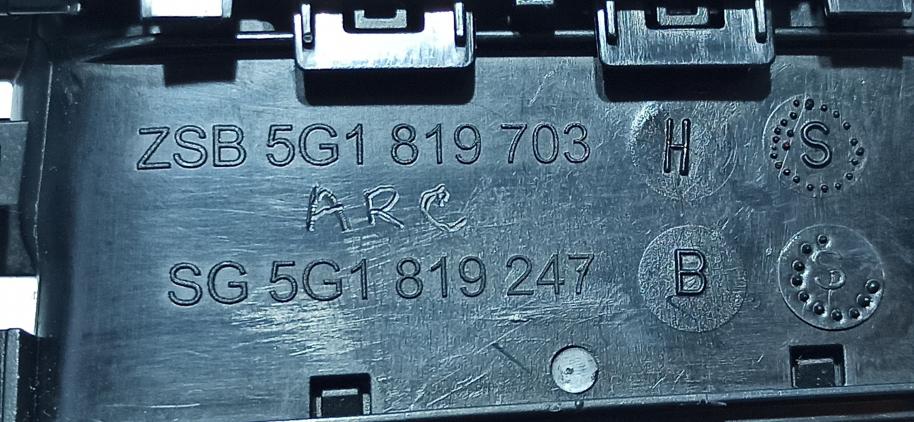 ZSB 5G1 819 703 H S
ARC
SG 5G1 819 247 B S